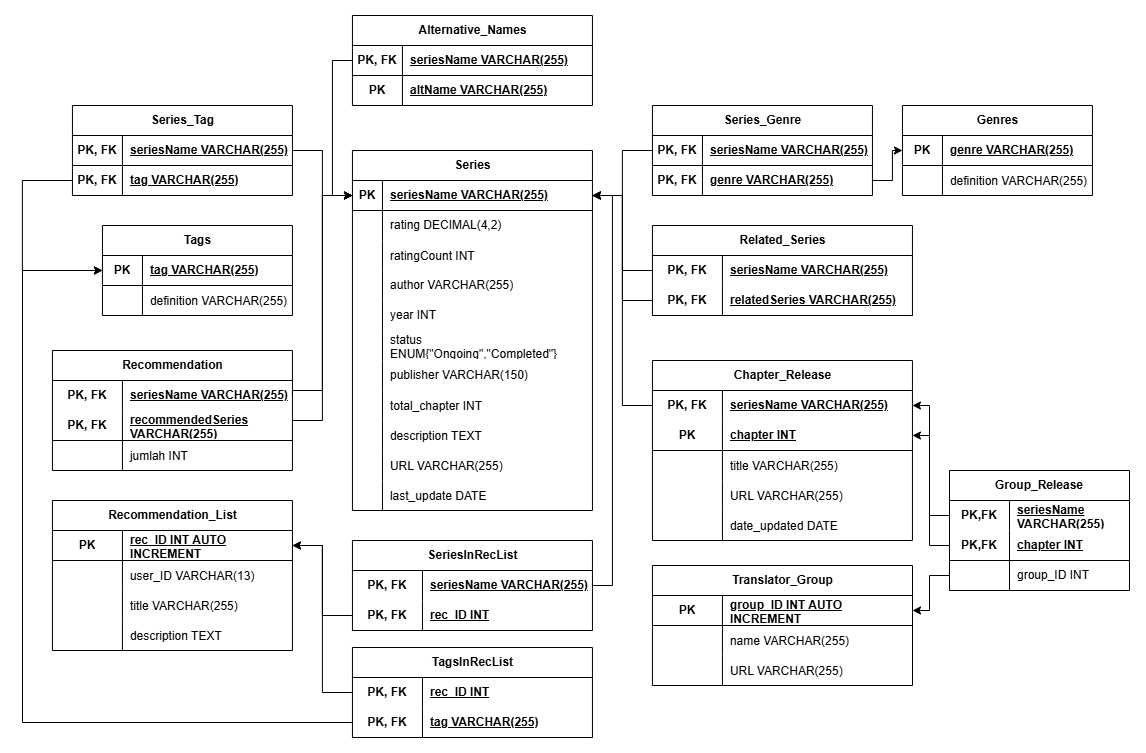 Alternative_Names
PK, FK seriesName VARCHAR(255)
PK altName VARCHAR(255)
Series_Tag
PK, FK seriesName VARCHAR(255)
PK, FK tag VARCHAR(255)
Series
PK seriesName VARCHAR(255)
rating DECIMAL(4,2)
ratingCount INT
author VARCHAR(255)
year INT
status
ENUM{"Ongoing","Completed"}
publisher VARCHAR(150)
total_chapter INT
description TEXT
URL VARCHAR(255)
last_update DATE
Series_Genre
PK, FK seriesName VARCHAR(255)
PK, FK genre VARCHAR(255)
Genres
PK genre VARCHAR(255)
definition VARCHAR(255)
Tags
PK tag VARCHAR(255)
definition VARCHAR(255)
Related_Series
PK, FK seriesName VARCHAR(255)
PK, FK relatedSeries VARCHAR(255)
Recommendation
PK, FK seriesName VARCHAR(255)
PK, FK recommendedSeries
VARCHAR(255)
jumlah INT
Chapter_Release
PK, FK seriesName VARCHAR(255)
PK chapter INT
title VARCHAR(255)
URL VARCHAR(255)
date_updated DATE
Group_Release
PK,FK seriesName
VARCHAR(255)
PK,FK chapter INT
group_ID INT
Recommendation_List
PK rec_ID INT AUTO
INCREMENT
user_ID VARCHAR(13)
title VARCHAR(255)
description TEXT
SeriesInRecList
PK, FK seriesName VARCHAR(255)
PK, FK rec_ID INT
Translator_Group
PK group_ID INT AUTO
INCREMENT
name VARCHAR(255)
URL VARCHAR(255)
TagsInRecList
PK, FK rec_ID INT
PK, FK tag VARCHAR(255)